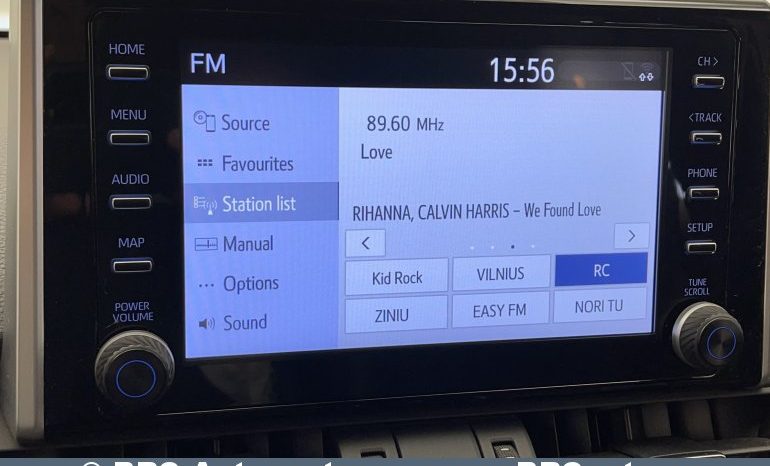 HOME
MENU
AUDIO
MAP
POWER
VOLUME
FM
15:56
Source
Favourites
Station list
Manual
Options
Sound
89.60 MHz
Love
RIHANNA, CALVIN HARRIS – We Found Love
< >
Kid Rock VILNIUS RC
ZINIU EASY FM NORI TU
CH >
< TRACK
PHONE
SETUP
TUNE
SCROLL